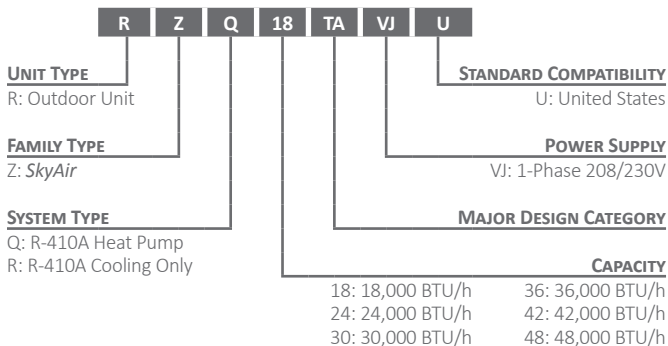 R Z Q 18 TA VJ U
UNIT TYPE
R: Outdoor Unit
STANDARD COMPATIBILITY
U: United States
FAMILY TYPE
Z: SkyAir
POWER SUPPLY
VJ: 1-Phase 208/230V
SYSTEM TYPE
Q: R-410A Heat Pump
R: R-410A Cooling Only
MAJOR DESIGN CATEGORY
CAPACITY
18: 18,000 BTU/h 36: 36,000 BTU/h
24: 24,000 BTU/h 42: 42,000 BTU/h
30: 30,000 BTU/h 48: 48,000 BTU/h